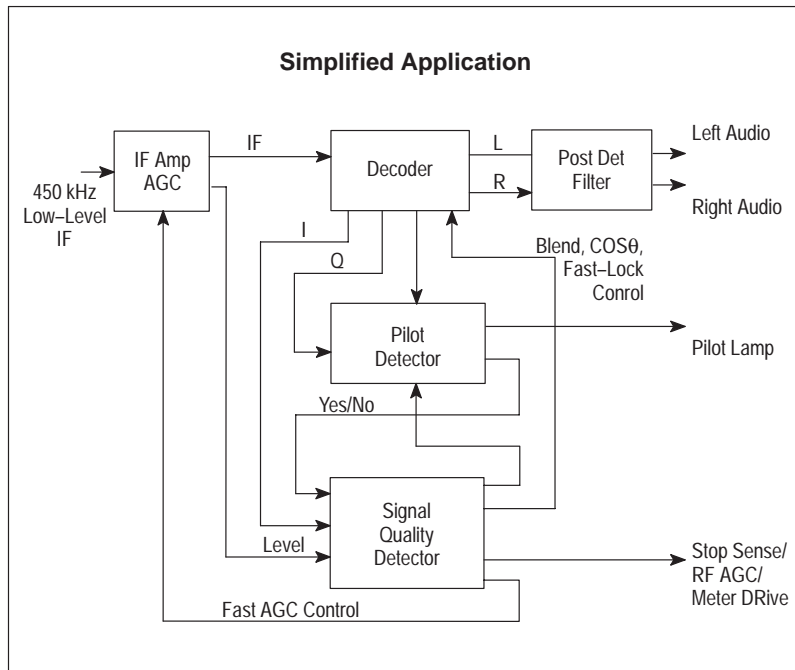 Simplified Application
IF Amp
AGC
IF
Decoder
L
R
Post Det
Filter
Left Audio
Right Audio
450 kHz
Low–Level
IF
I
Q
Blend, COSθ,
Fast–Lock
Conrol
Pilot
Detector
Pilot Lamp
Yes/No
Signal
Quality
Detector
Level
Stop Sense/
RF AGC/
Meter DRive
Fast AGC Control